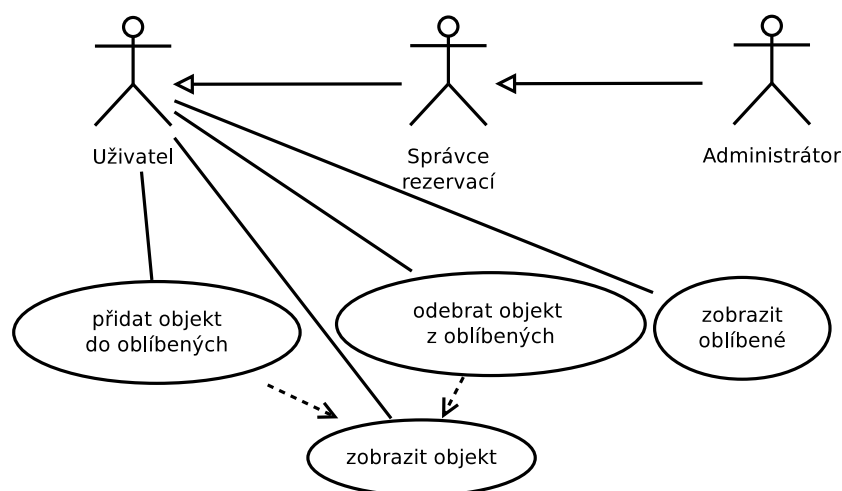 Uživatel
Správce
rezervací
Administrátor
přidat objekt
do oblíbených
odebrat objekt
z oblíbených
zobrazit
oblíbené
zobrazit objekt